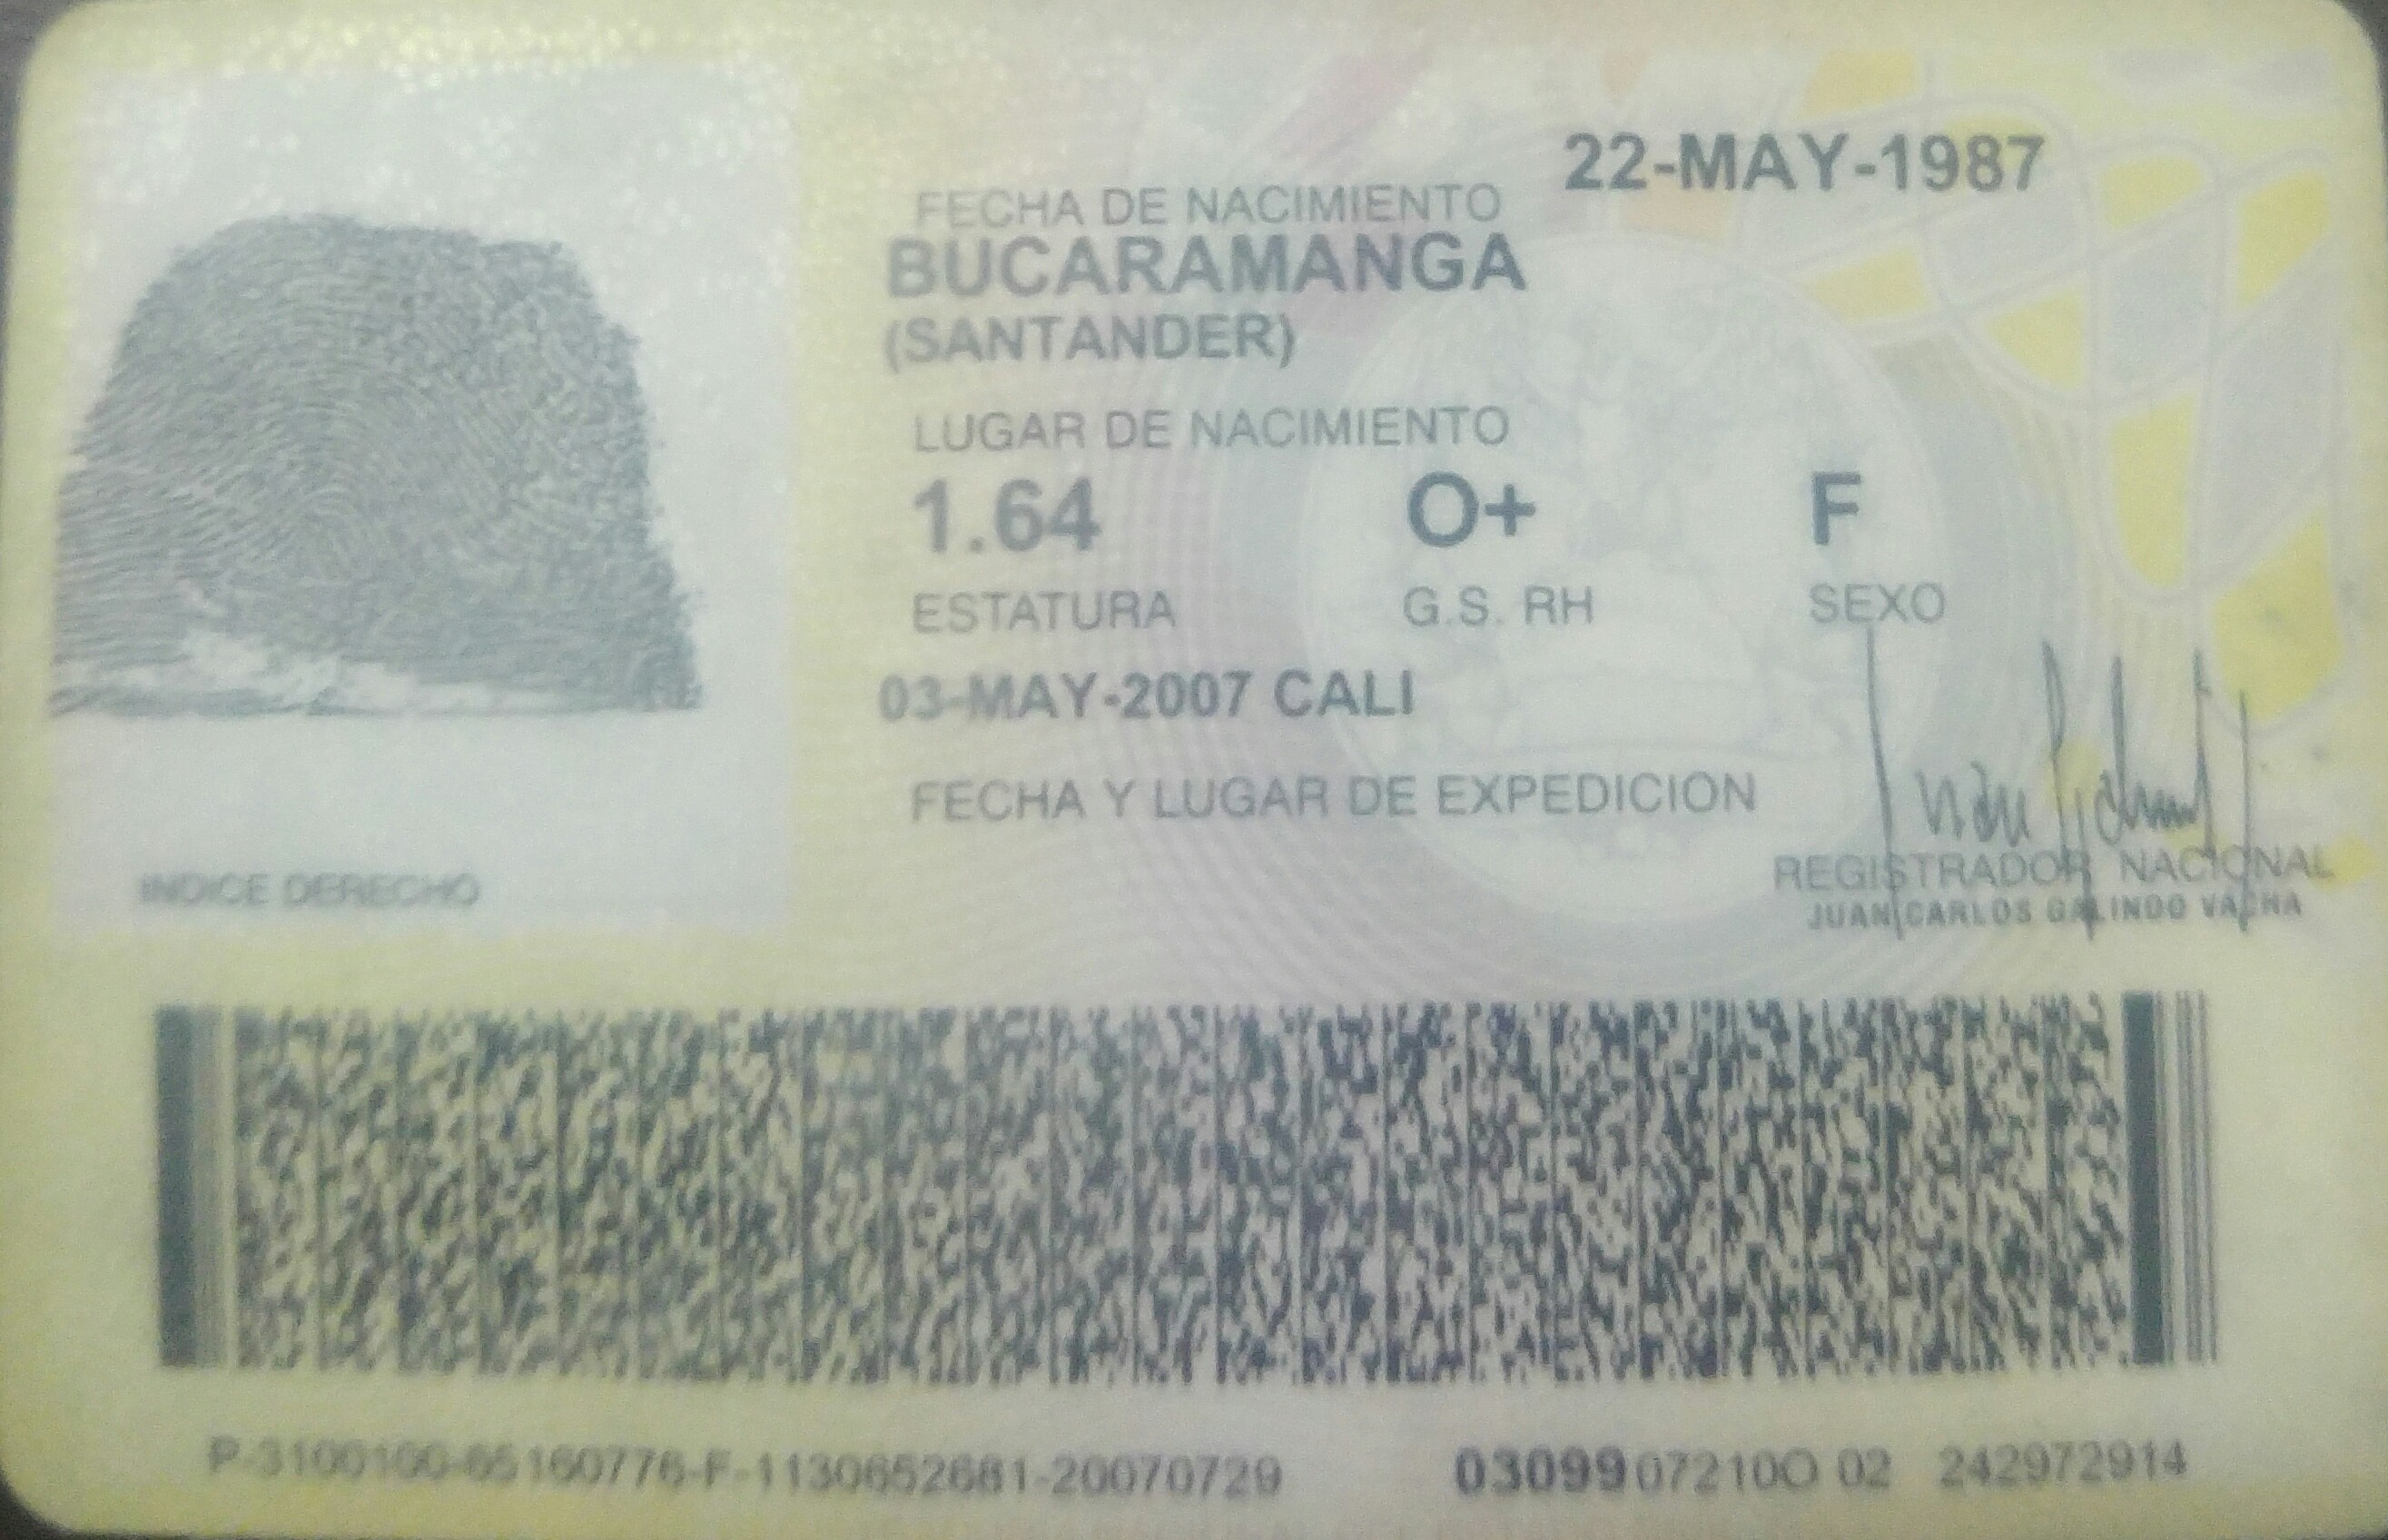 22-MAY-1987
FECHA DE NACIMIENTO
BUCARAMANGA
(SANTANDER)
LUGAR DE NACIMIENTO
1.64 O+ F
ESTATURA G.S. RH SEXO
03-MAY-2007 CALI
FECHA Y LUGAR DE EXPEDICION
INDICE DERECHO
REGISTRADOR NACIONAL
JUAN CARLOS GALINDO VACHA
P-3100100-65160776-F-1130652681-20070729 0309907210O 02 242972914